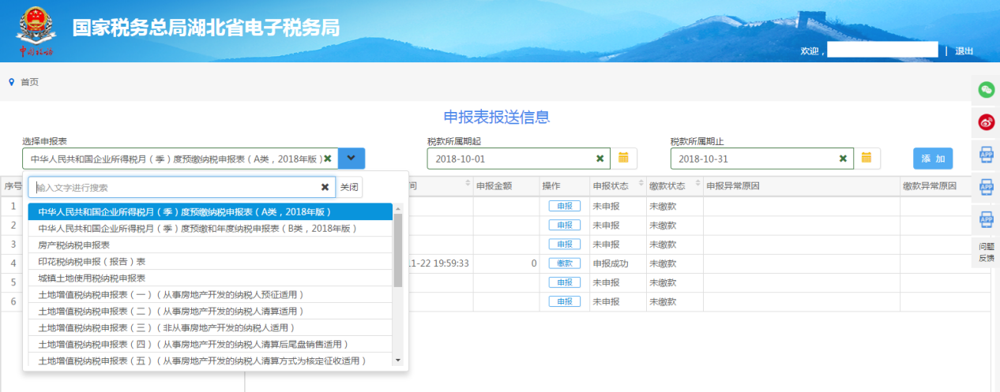 国家税务总局湖北省电子税务局
中国税务
欢迎，
| 退出
首页
申报表报送信息
选择申报表
税款所属期起
税款所属期止
中华人民共和国企业所得税月（季）度预缴纳税申报表（A类，2018年版）
2018-10-01
2018-10-31
添 加
序号
间
申报金额
操作
申报状态
缴款状态
申报异常原因
缴款异常原因
输入文字进行搜索
关闭
1
申报
未申报
未缴款
2
申报
未申报
未缴款
3
申报
未申报
未缴款
4
11-22 19:59:33
0
缴款
申报成功
未缴款
5
申报
未申报
未缴款
6
申报
未申报
未缴款
中华人民共和国企业所得税月（季）度预缴纳税申报表（A类，2018年版）
中华人民共和国企业所得税月（季）度预缴和年度纳税申报表（B类，2018年版）
房产税纳税申报表
印花税纳税申报（报告）表
城镇土地使用税纳税申报表
土地增值税纳税申报表（一）（从事房地产开发的纳税人预征适用）
土地增值税纳税申报表（二）（从事房地产开发的纳税人清算适用）
土地增值税纳税申报表（三）（非从事房地产开发的纳税人适用）
土地增值税纳税申报表（四）（从事房地产开发的纳税人清算后尾盘销售适用）
土地增值税纳税申报表（五）（从事房地产开发的纳税人清算方式为核定征收适用）
APP
APP
APP
问题
反馈